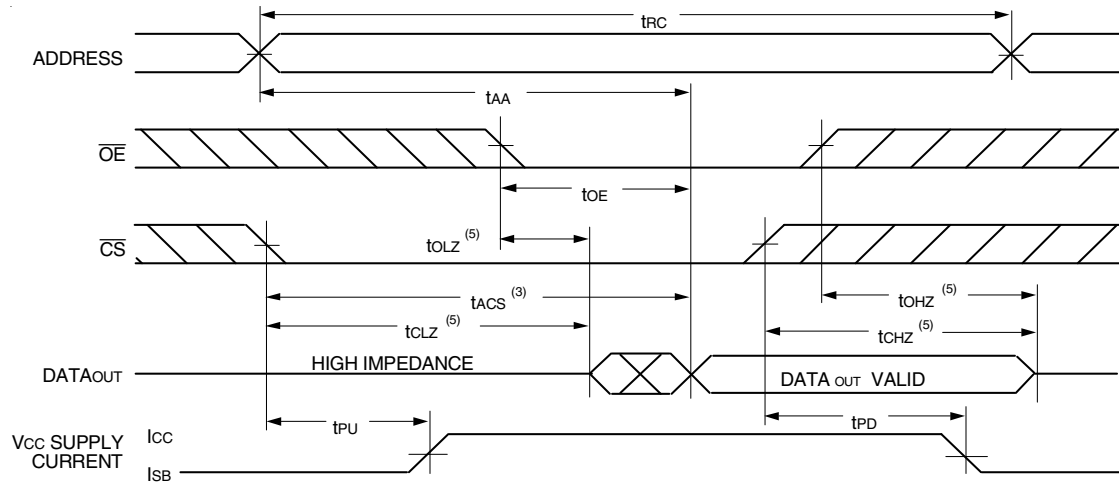 tRC
ADDRESS
tAA
OE
tOE
CS
tOLZ (5)
tACS (3)
tOHZ (5)
tCLZ (5)
tCHZ (5)
HIGH IMPEDANCE
DATAOUT
DATA OUT VALID
tPU
tPD
VCC SUPPLY
CURRENT
ICC
ISB